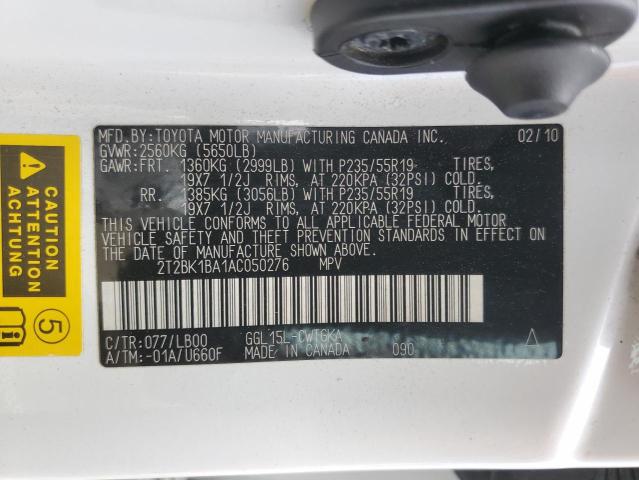 MFD.BY:TOYOTA MOTOR MANUFACTURING CANADA INC. 02/10
GVWR:2560KG (5650LB)
GAWR:FRT. 1360KG (2999LB) WITH P235/55R19 TIRES,
19X7 1/2J RIMS, AT 220KPA (32PSI) COLD.
RR. 1385KG (3056LB) WITH P235/55R19 TIRES,
19X7 1/2J RIMS, AT 220KPA (32PSI) COLD.
THIS VEHICLE CONFORMS TO ALL APPLICABLE FEDERAL MOTOR
VEHICLE SAFETY AND THEFT PREVENTION STANDARDS IN EFFECT ON
THE DATE OF MANUFACTURE SHOWN ABOVE.
2T2BK1BA1AC050276 MPV
C/TR:077/LB00 GGL15L-CWTGKA
A/TM:-01A/U660F MADE IN CANADA 090
CAUTION
ACHTUNG
5